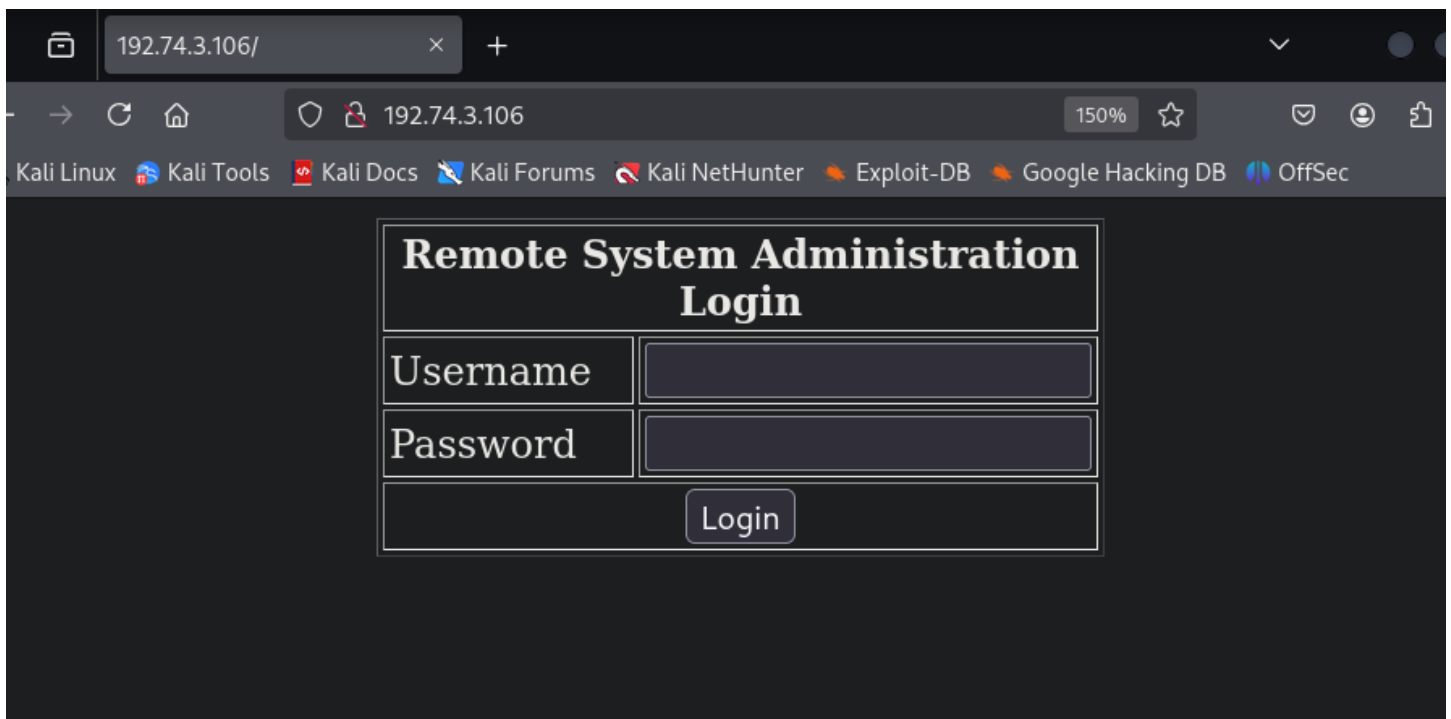 192.74.3.106/
192.74.3.106 150%
Kali Linux Kali Tools Kali Docs Kali Forums Kali NetHunter Exploit-DB Google Hacking DB OffSec
Remote System Administration
Login
Username
Password
Login